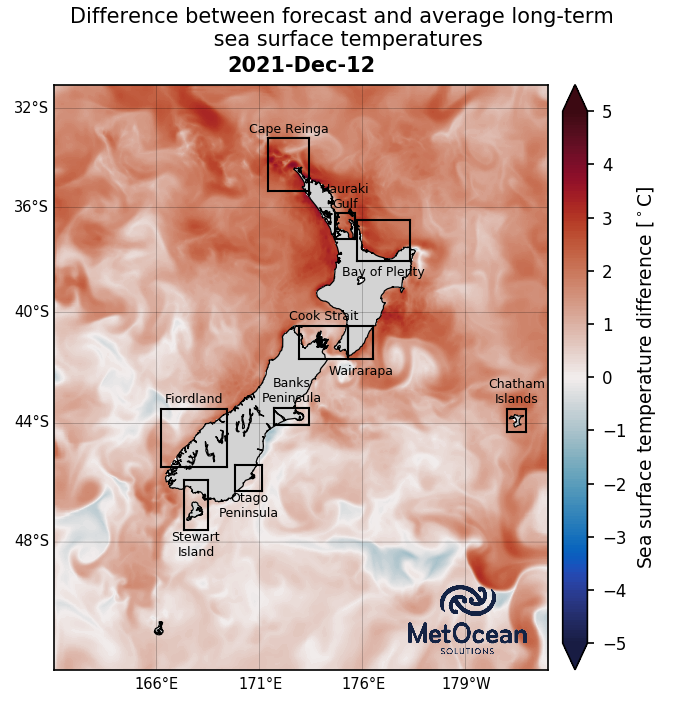 Difference between forecast and average long-term
sea surface temperatures
2021-Dec-12
32°S
36°S
40°S
44°S
48°S
Cape Reinga
Hauraki
Gulf
Bay of Plenty
Cook Strait
Wairarapa
Banks
Peninsula
Fiordland
Chatham
Islands
Otago
Peninsula
Stewart
Island
MetOcean
SOLUTIONS
166°E
171°E
176°E
179°W
5
4
3
2
1
0
−1
−2
−3
−4
−5
Sea surface temperature difference [°C]